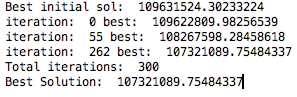 Best initial sol:  109631524.30233224
iteration:  0 best:  109622809.98256539
iteration:  55 best:  108267598.28458618
iteration:  262 best:  107321089.75484337
Total iterations:  300
Best Solution:  107321089.75484337